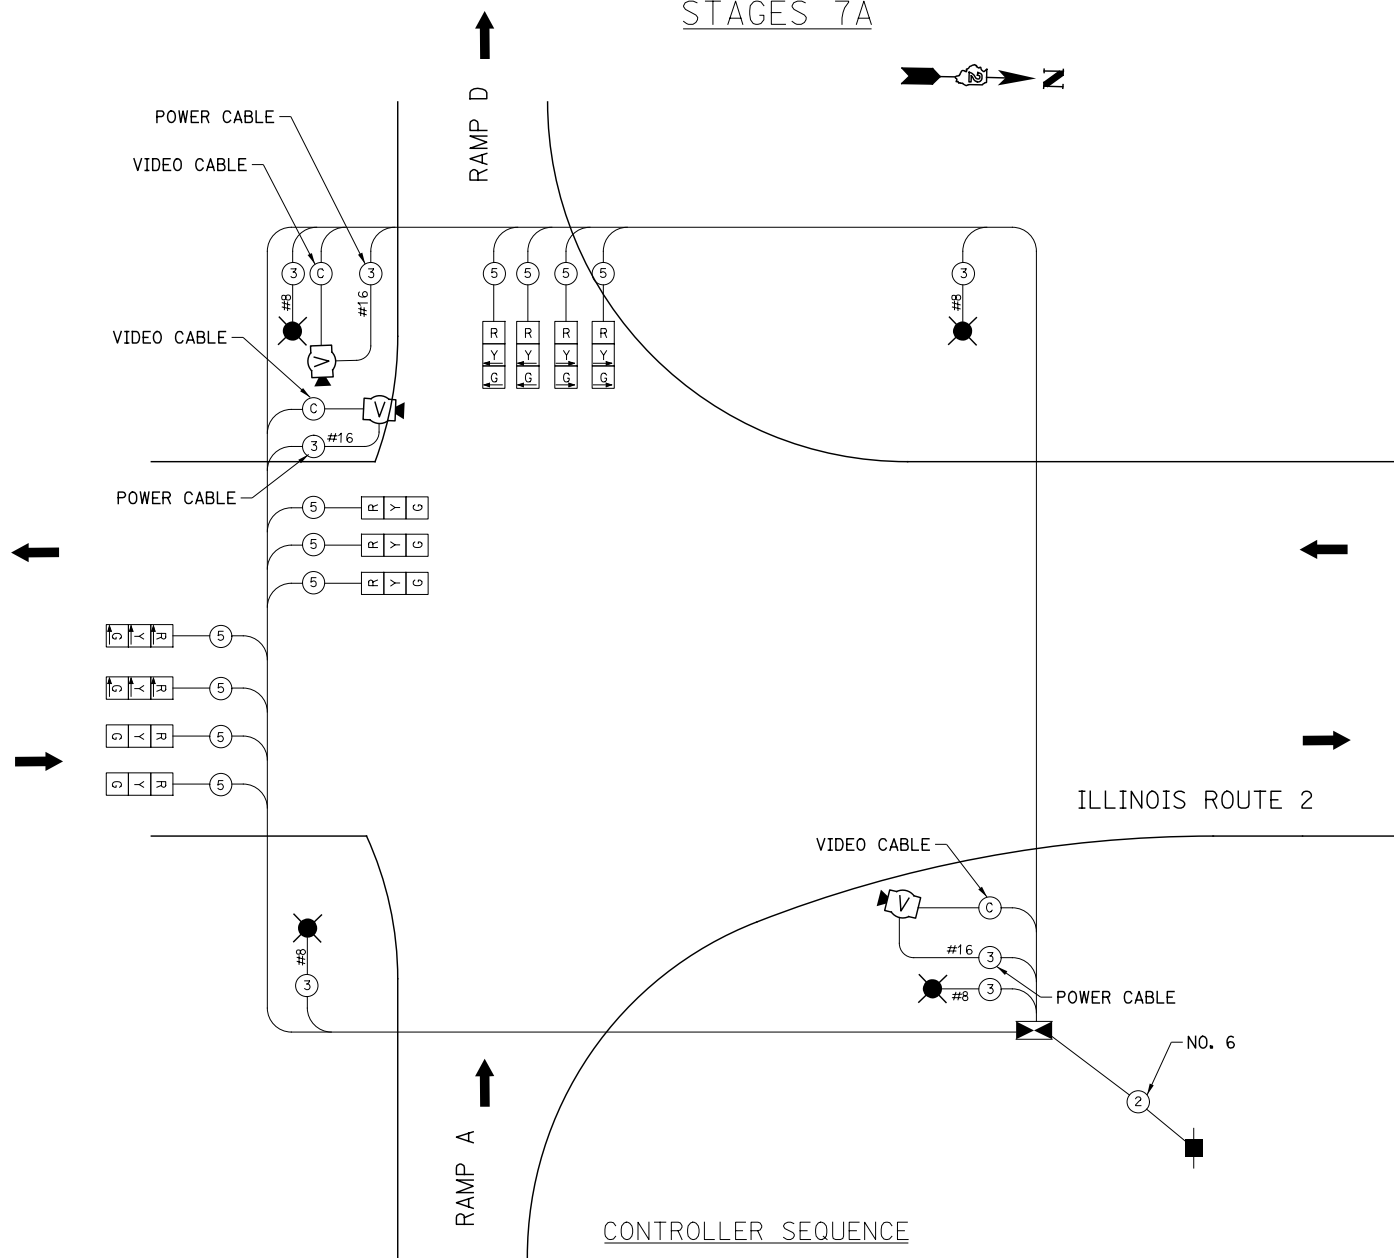 STAGES 7A
2 N
RAMP D
POWER CABLE
VIDEO CABLE
3 C 3 5 5 5 5 3
#8 #16 #8
R R R R
Y Y Y Y
G G G G
VIDEO CABLE
V
C V
3 #16
POWER CABLE
5 R Y G
5 R Y G
5 R Y G
G Y R 5
G Y R 5
G Y R 5
G Y R 5
ILLINOIS ROUTE 2
VIDEO CABLE
V C
#16 3
#8 3
POWER CABLE
#8
3
NO. 6
2
RAMP A
CONTROLLER SEQUENCE